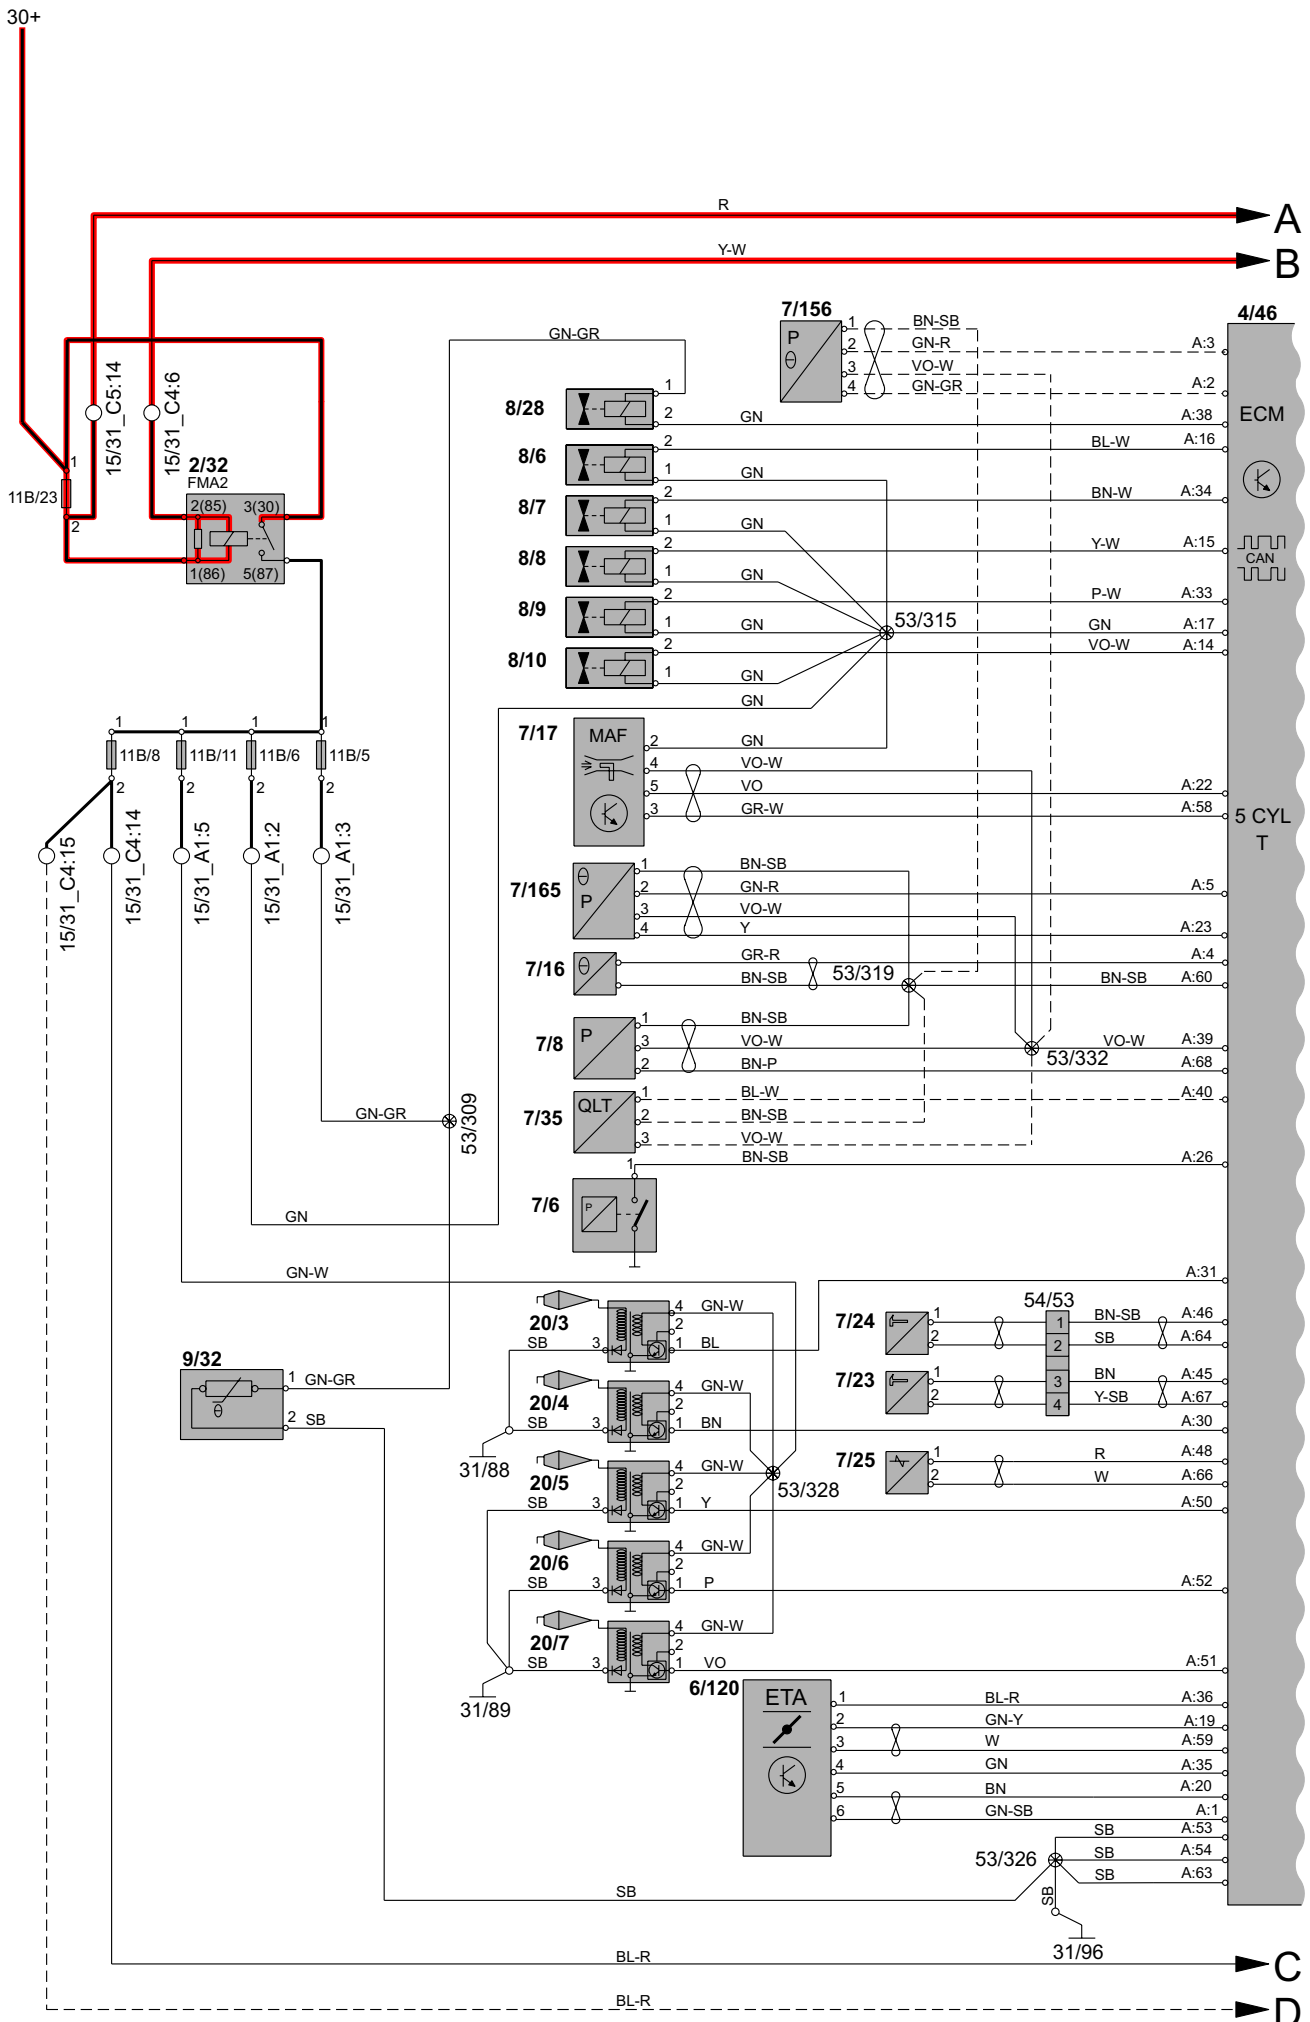 30+
R
A
Y-W
B
7/156
P
θ
1 BN-SB
2 GN-R A:3
3 VO-W
4 GN-GR A:2
4/46
ECM
CAN
5 CYL
T
GN-GR
15/31_C5:14
15/31_C4:6
1
11B/23
2
2/32
FMA2
2(85) 3(30)
1(86) 5(87)
8/28
1
2 GN A:38
8/6
2 BL-W A:16
1 GN
8/7
2 BN-W A:34
1 GN
8/8
2 Y-W A:15
1 GN
8/9
2 P-W A:33
1 GN 53/315 GN A:17
8/10
2 VO-W A:14
1 GN
GN
1 1 1 1
11B/8 11B/11 11B/6 11B/5
2 2 2 2
15/31_C4:15
15/31_C4:14
15/31_A1:5
15/31_A1:2
15/31_A1:3
7/17
MAF
2 GN
4 VO-W
5 VO A:22
3 GR-W A:58
7/165
θ
P
1 BN-SB
2 GN-R A:5
3 VO-W
4 Y A:23
7/16
θ
GR-R A:4
BN-SB 53/319 BN-SB A:60
7/8
P
1 BN-SB
3 VO-W VO-W A:39
53/332
2 BN-P A:68
7/35
QLT
1 BL-W A:40
2 BN-SB
3 VO-W
GN-GR
53/309
7/6
P
1 BN-SB A:26
GN
GN-W
A:31
20/3
4 GN-W
2
SB 3 1 BL
20/4
4 GN-W
2
SB 3 1 BN A:30
31/88
20/5
4 GN-W
2
53/328
SB 3 1 Y A:50
20/6
4 GN-W
2
SB 3 1 P A:52
20/7
4 GN-W
2
SB 3 1 VO A:51
31/89
9/32
θ
1 GN-GR
2 SB
54/53
7/24
1 1 BN-SB A:46
2 2 SB A:64
7/23
1 3 BN A:45
2 4 Y-SB A:67
7/25
1 R A:48
2 W A:66
6/120
ETA
1 BL-R A:36
2 GN-Y A:19
3 W A:59
4 GN A:35
5 BN A:20
6 GN-SB A:1
SB A:53
53/326 SB A:54
SB A:63
SB
SB
31/96
BL-R
C
BL-R
D